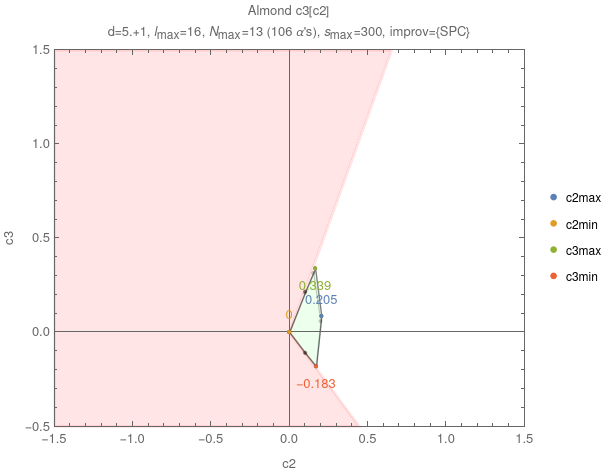 Almond c3[c2]
d=5.+1, lmax=16, Nmax=13 (106 α's), smax=300, improv={SPC}
1.5
1.0
0.5
0.0
−0.5
c3
0.339
0.205
0
−0.183
−1.5 −1.0 −0.5 0.0 0.5 1.0 1.5
c2
c2max
c2min
c3max
c3min